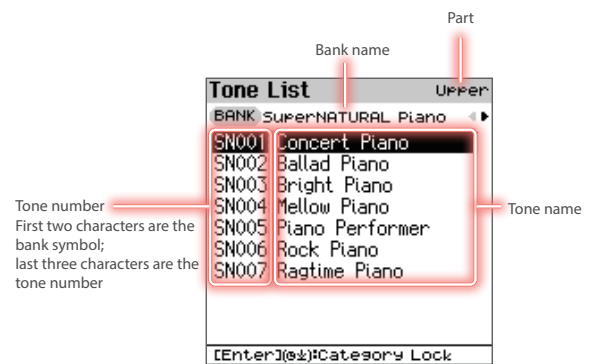 Part
Bank name
Tone List Upper
BANK SuperNATURAL Piano
SN001 Concert Piano
SN002 Ballad Piano
SN003 Bright Piano
SN004 Mellow Piano
SN005 Piano Performer
SN006 Rock Piano
SN007 Ragtime Piano
Tone number
First two characters are the
bank symbol;
last three characters are the
tone number
Tone name
[Enter]():Category Lock